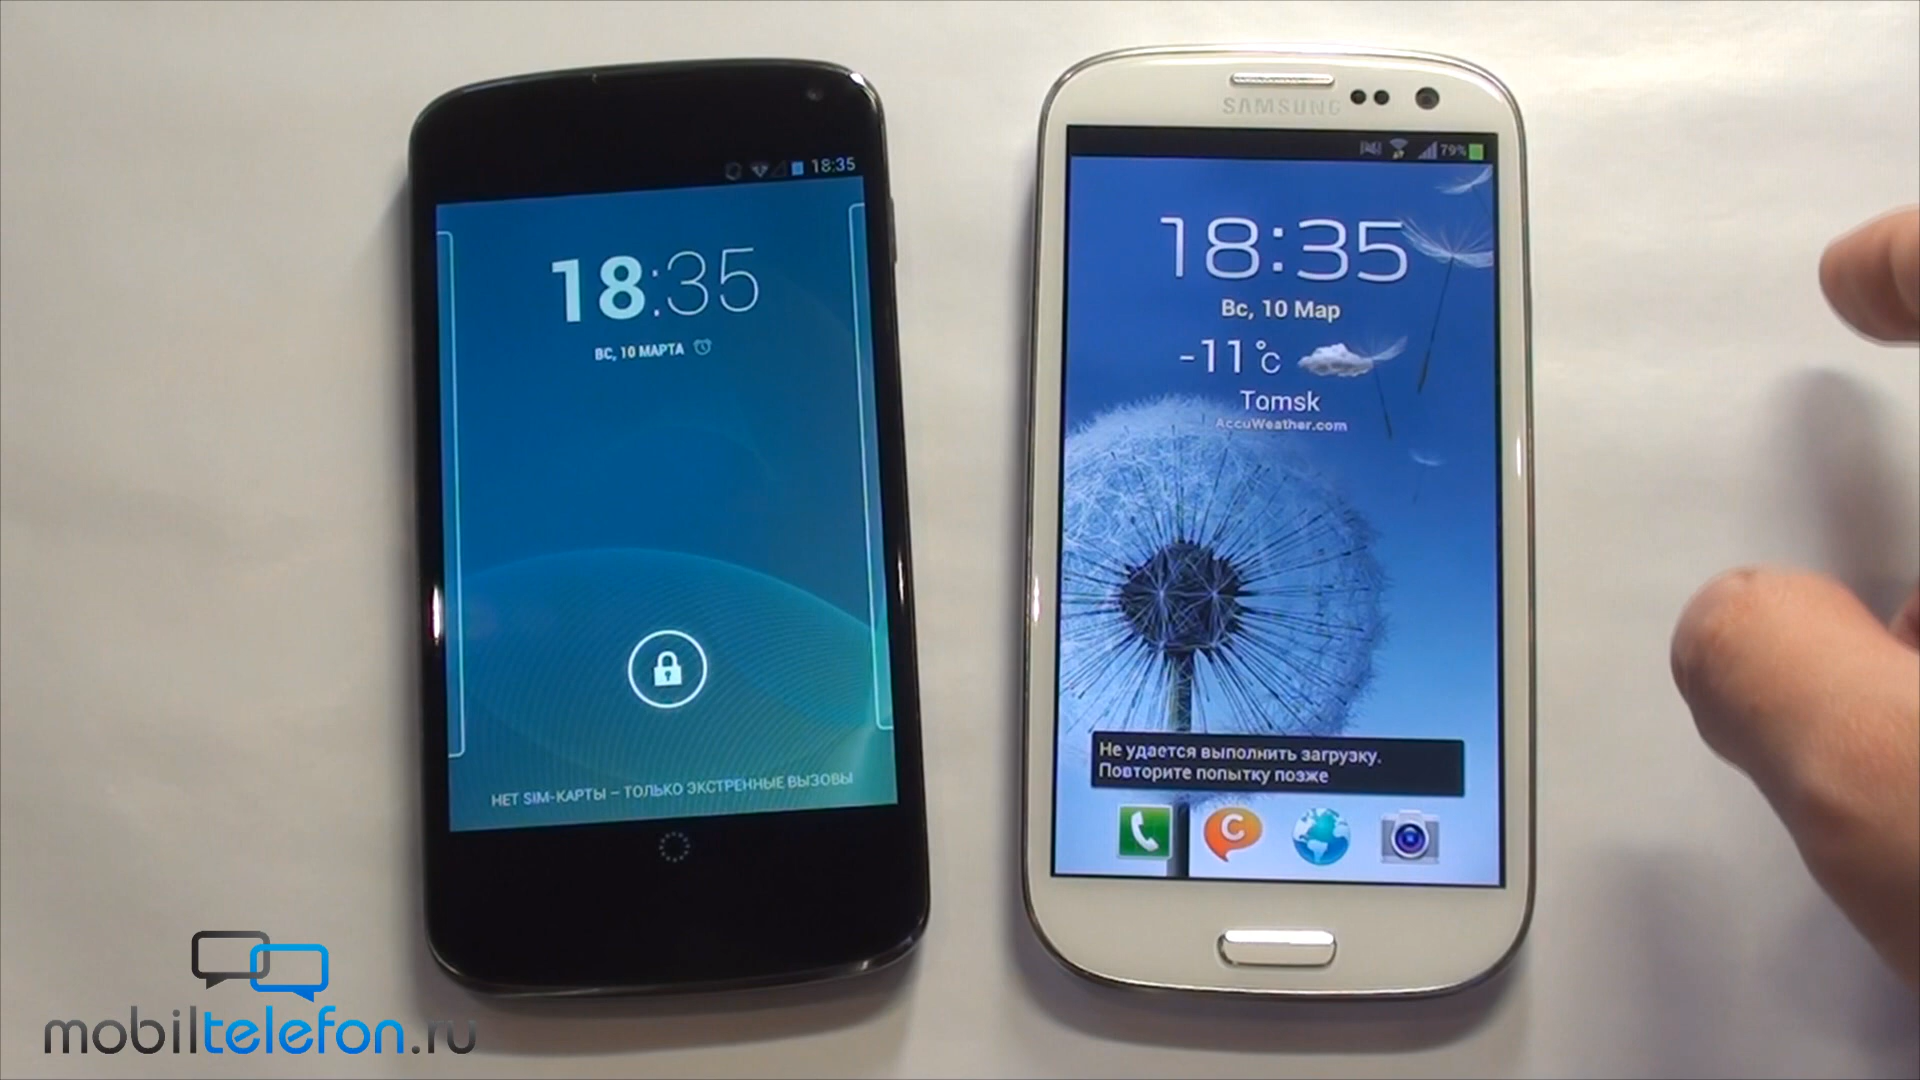 18:35
18:35
ВС, 10 МАРТА
НЕТ SIM-КАРТЫ – ТОЛЬКО ЭКСТРЕННЫЕ ВЫЗОВЫ
SAMSUNG
79%
18:35
Вс, 10 Мар
-11°C
Tomsk
AccuWeather.com
Не удается выполнить загрузку.
Повторите попытку позже
C
mobiltelefon.ru